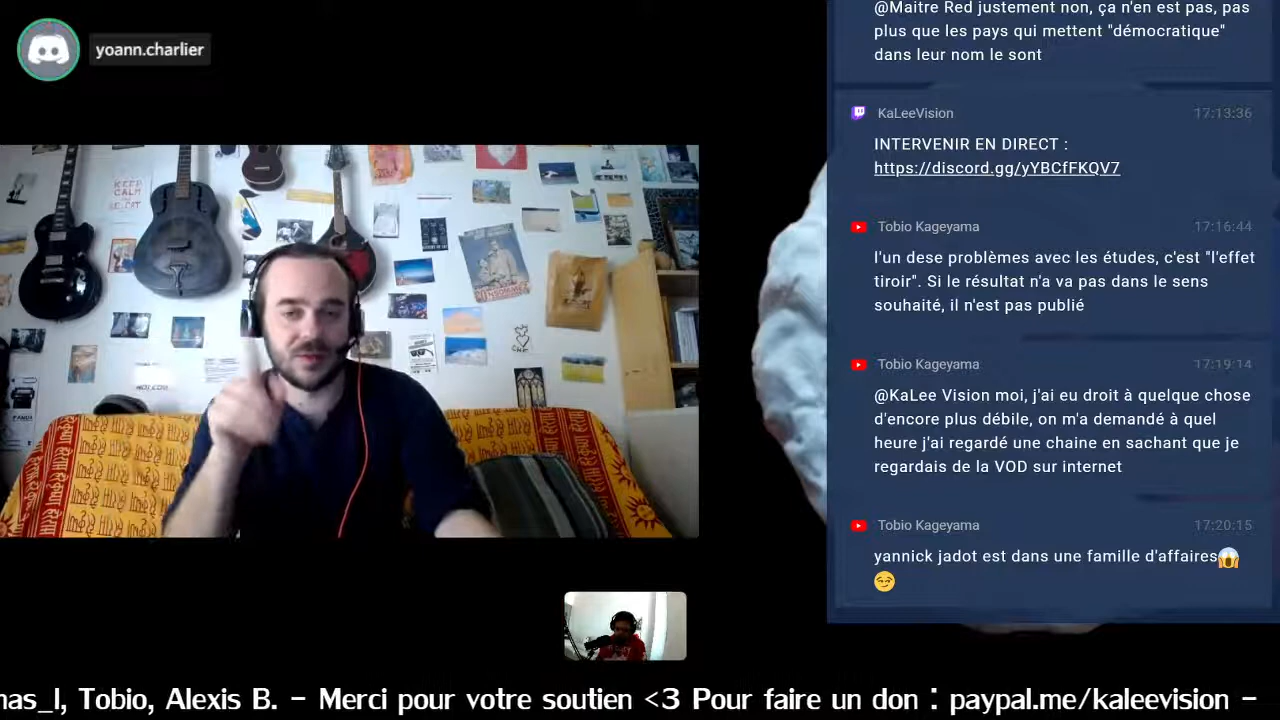 yoann.charlier
KEEP
CALM
@Maitre Red justement non, ça n'en est pas, pas
plus que les pays qui mettent "démocratique"
dans leur nom le sont
KaLeeVision 17:13:36
INTERVENIR EN DIRECT :
https://discord.gg/yYBCfFKQV7
Tobio Kageyama 17:16:44
l'un dese problèmes avec les études, c'est "l'effet
tiroir". Si le résultat n'a va pas dans le sens
souhaité, il n'est pas publié
Tobio Kageyama 17:19:14
@KaLee Vision moi, j'ai eu droit à quelque chose
d'encore plus débile, on m'a demandé à quel
heure j'ai regardé une chaine en sachant que je
regardais de la VOD sur internet
Tobio Kageyama 17:20:15
yannick jadot est dans une famille d'affaires😱
😏
nas_I, Tobio, Alexis B. - Merci pour votre soutien <3 Pour faire un don : paypal.me/kaleevision -